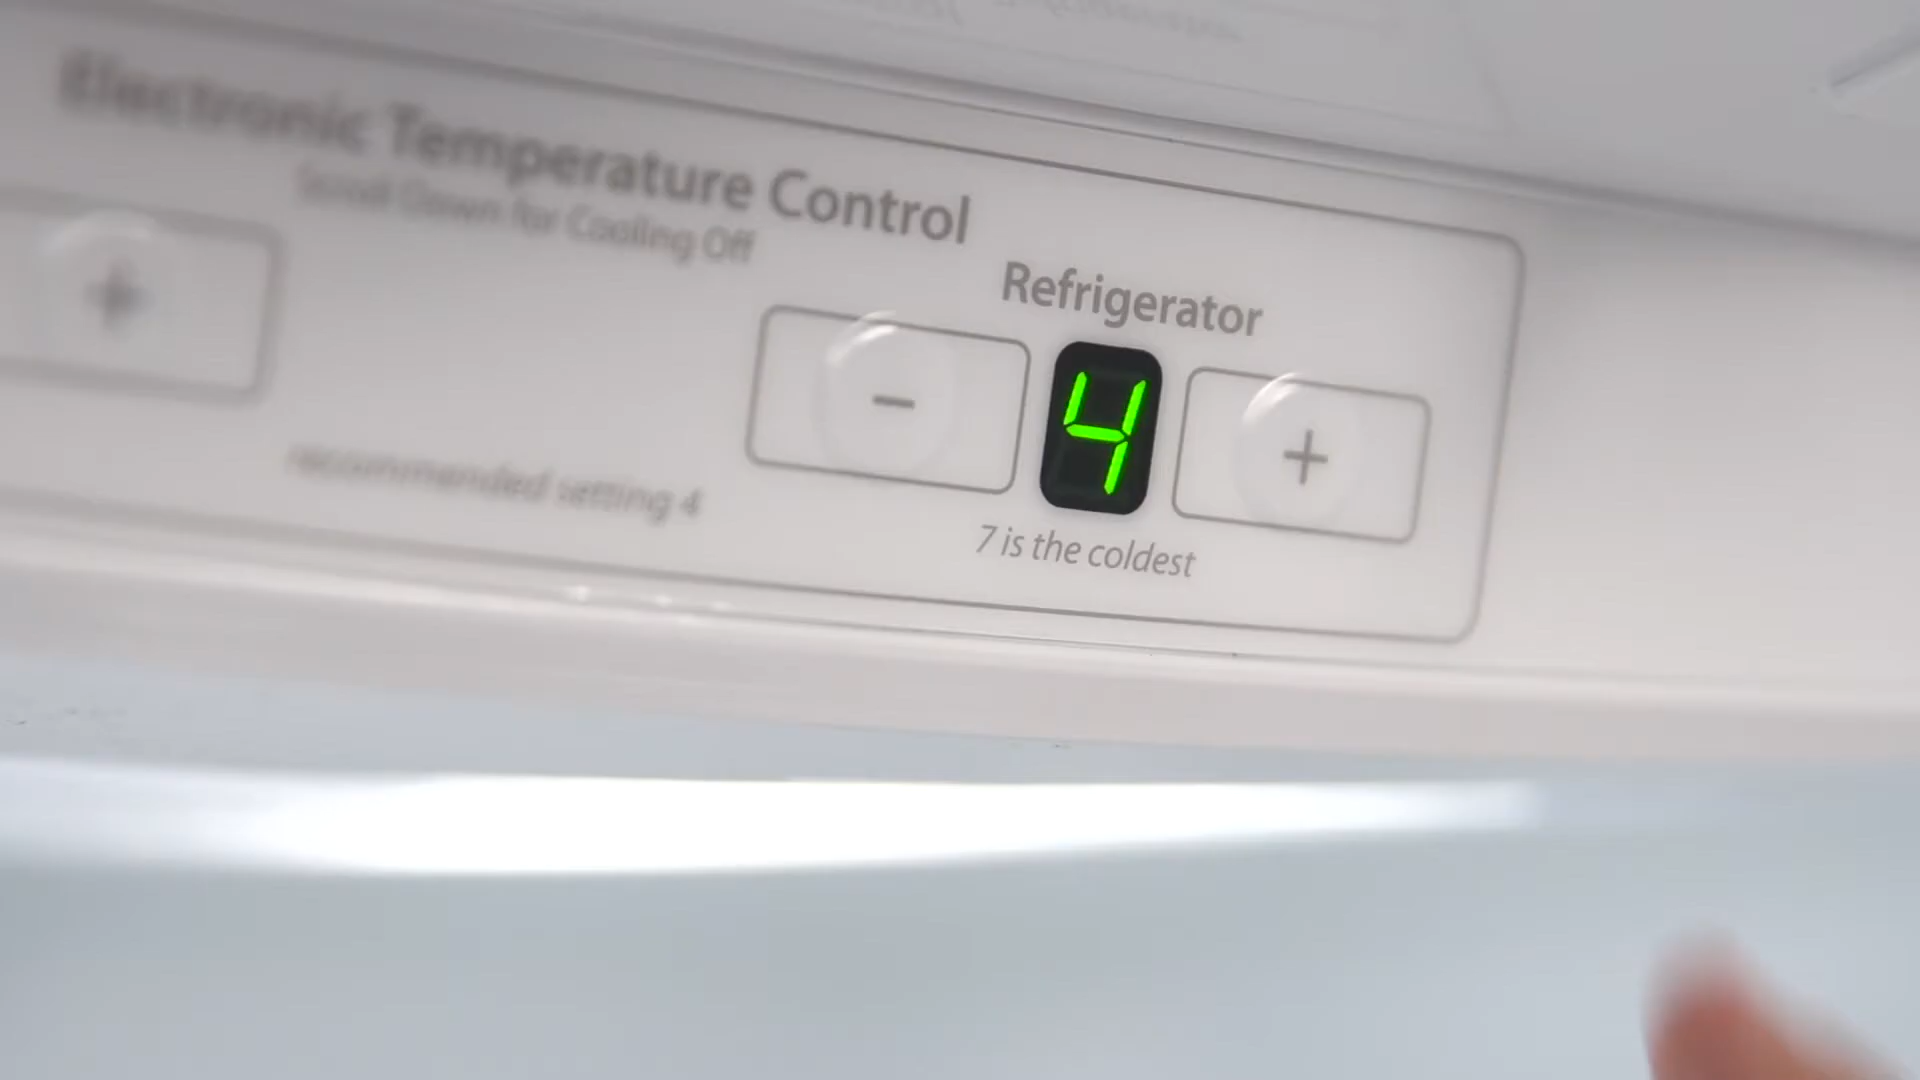 Electronic Temperature Control
Scroll Down for Cooling Off
Refrigerator
+
-
4
+
recommended setting 4
7 is the coldest